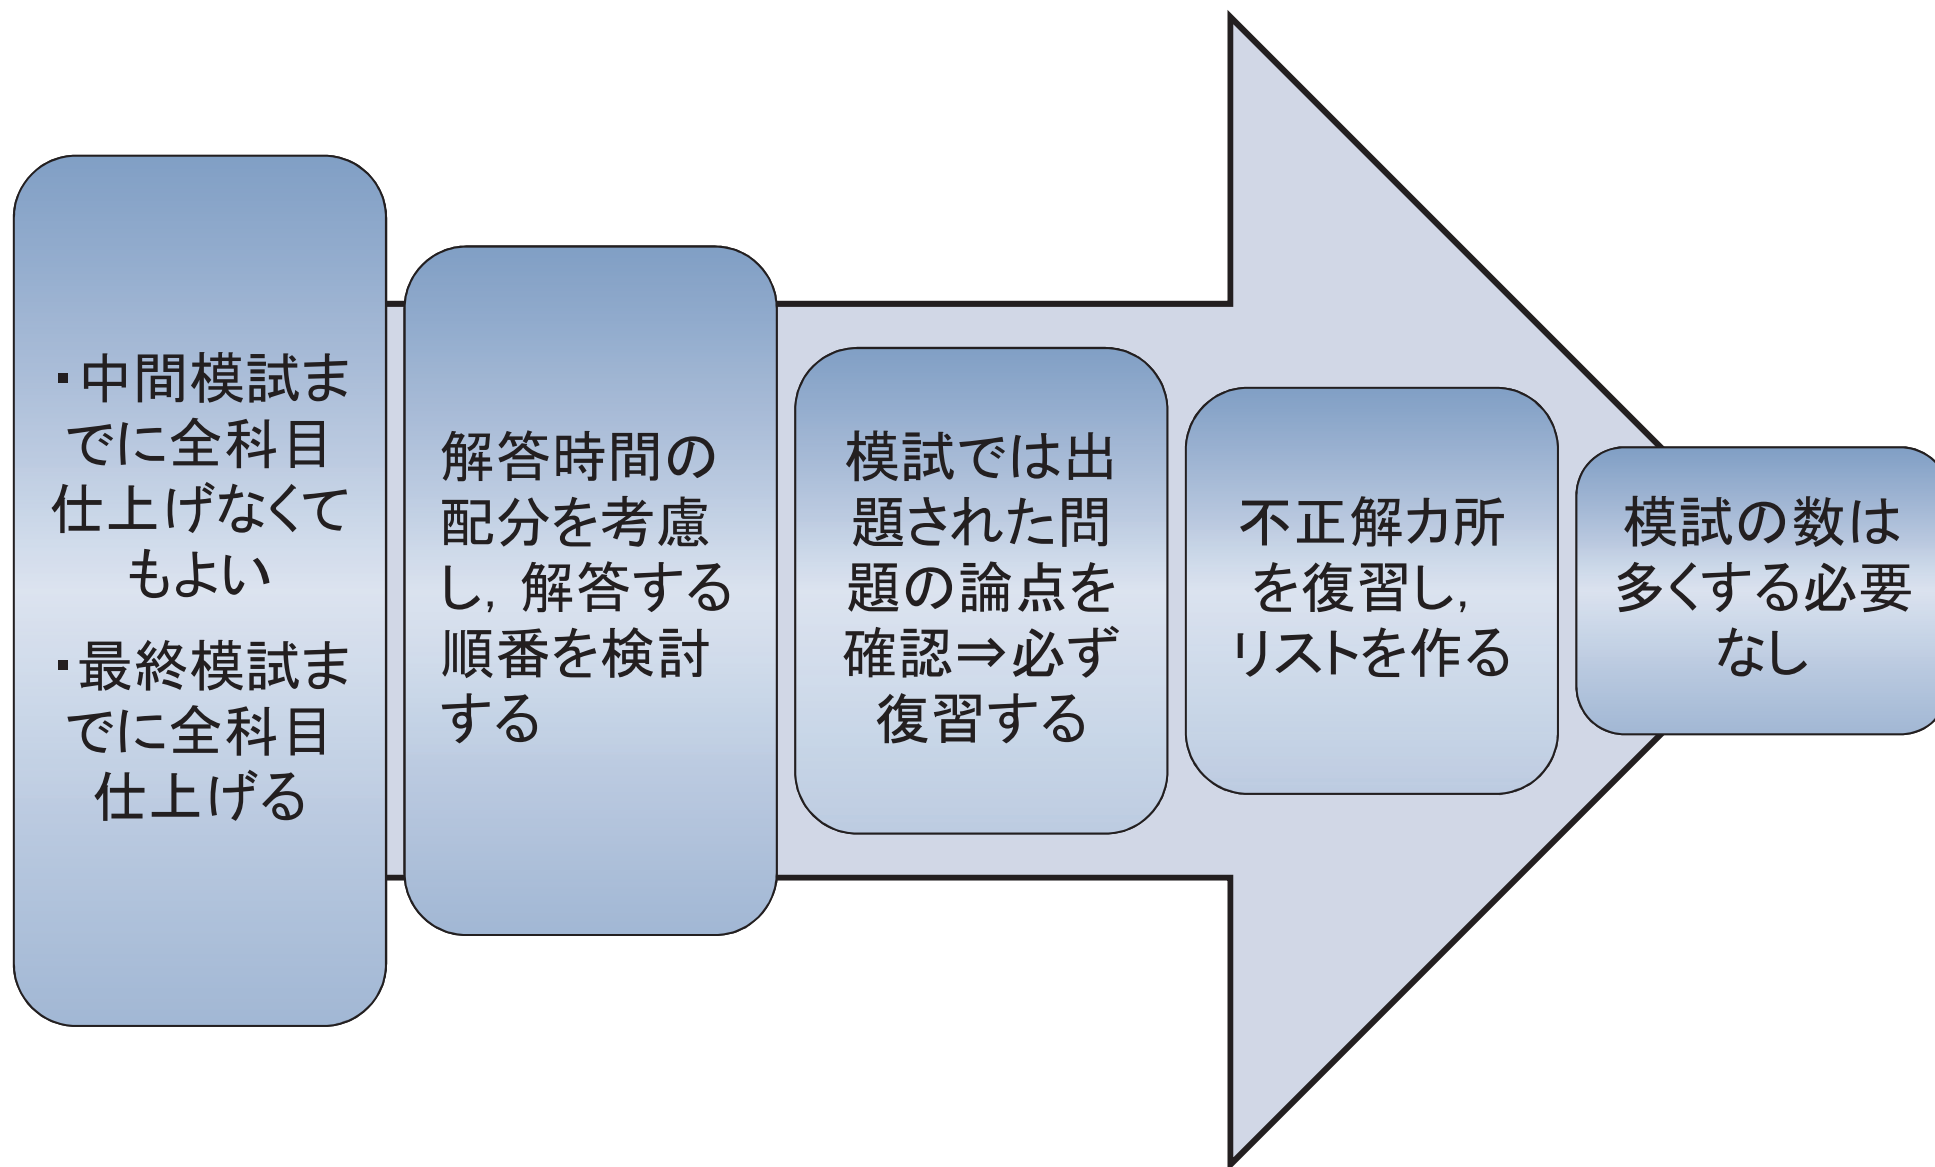 ・中間模試ま
でに全科目
仕上げなくて
もよい
・最終模試ま
でに全科目
仕上げる
解答時間の
配分を考慮
し，解答する
順番を検討
する
模試では出
題された問
題の論点を
確認⇒必ず
復習する
不正解カ所
を復習し，
リストを作る
模試の数は
多くする必要
なし